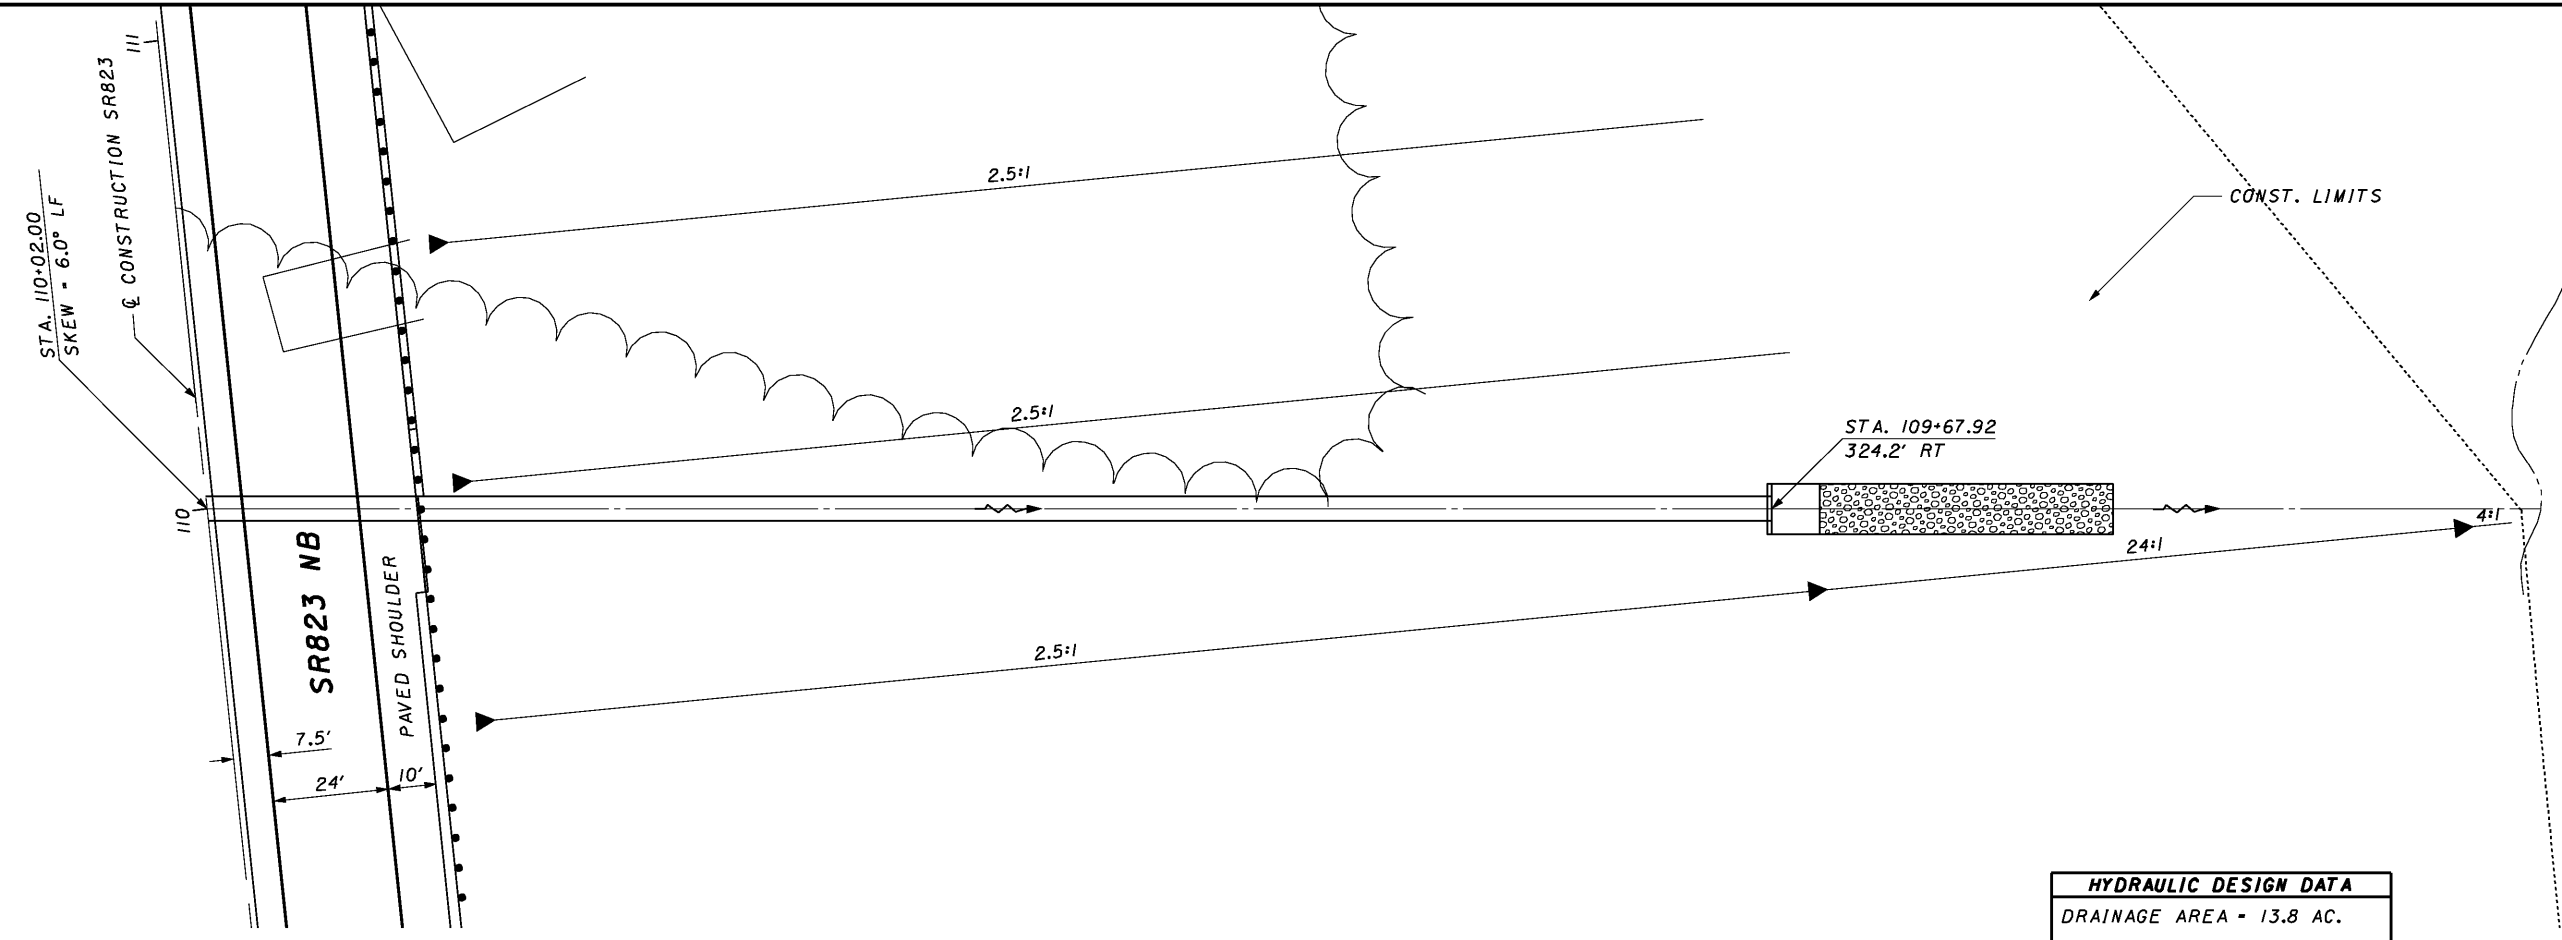 111
℄ CONSTRUCTION SR823
STA. 110+02.00
SKEW = 6.0° LF
2.5:1
CONST. LIMITS
2.5:1
STA. 109+67.92
324.2' RT
110
4:1
24:1
SR823 NB
PAVED SHOULDER
2.5:1
7.5'
24'
10'
HYDRAULIC DESIGN DATA
DRAINAGE AREA = 13.8 AC.